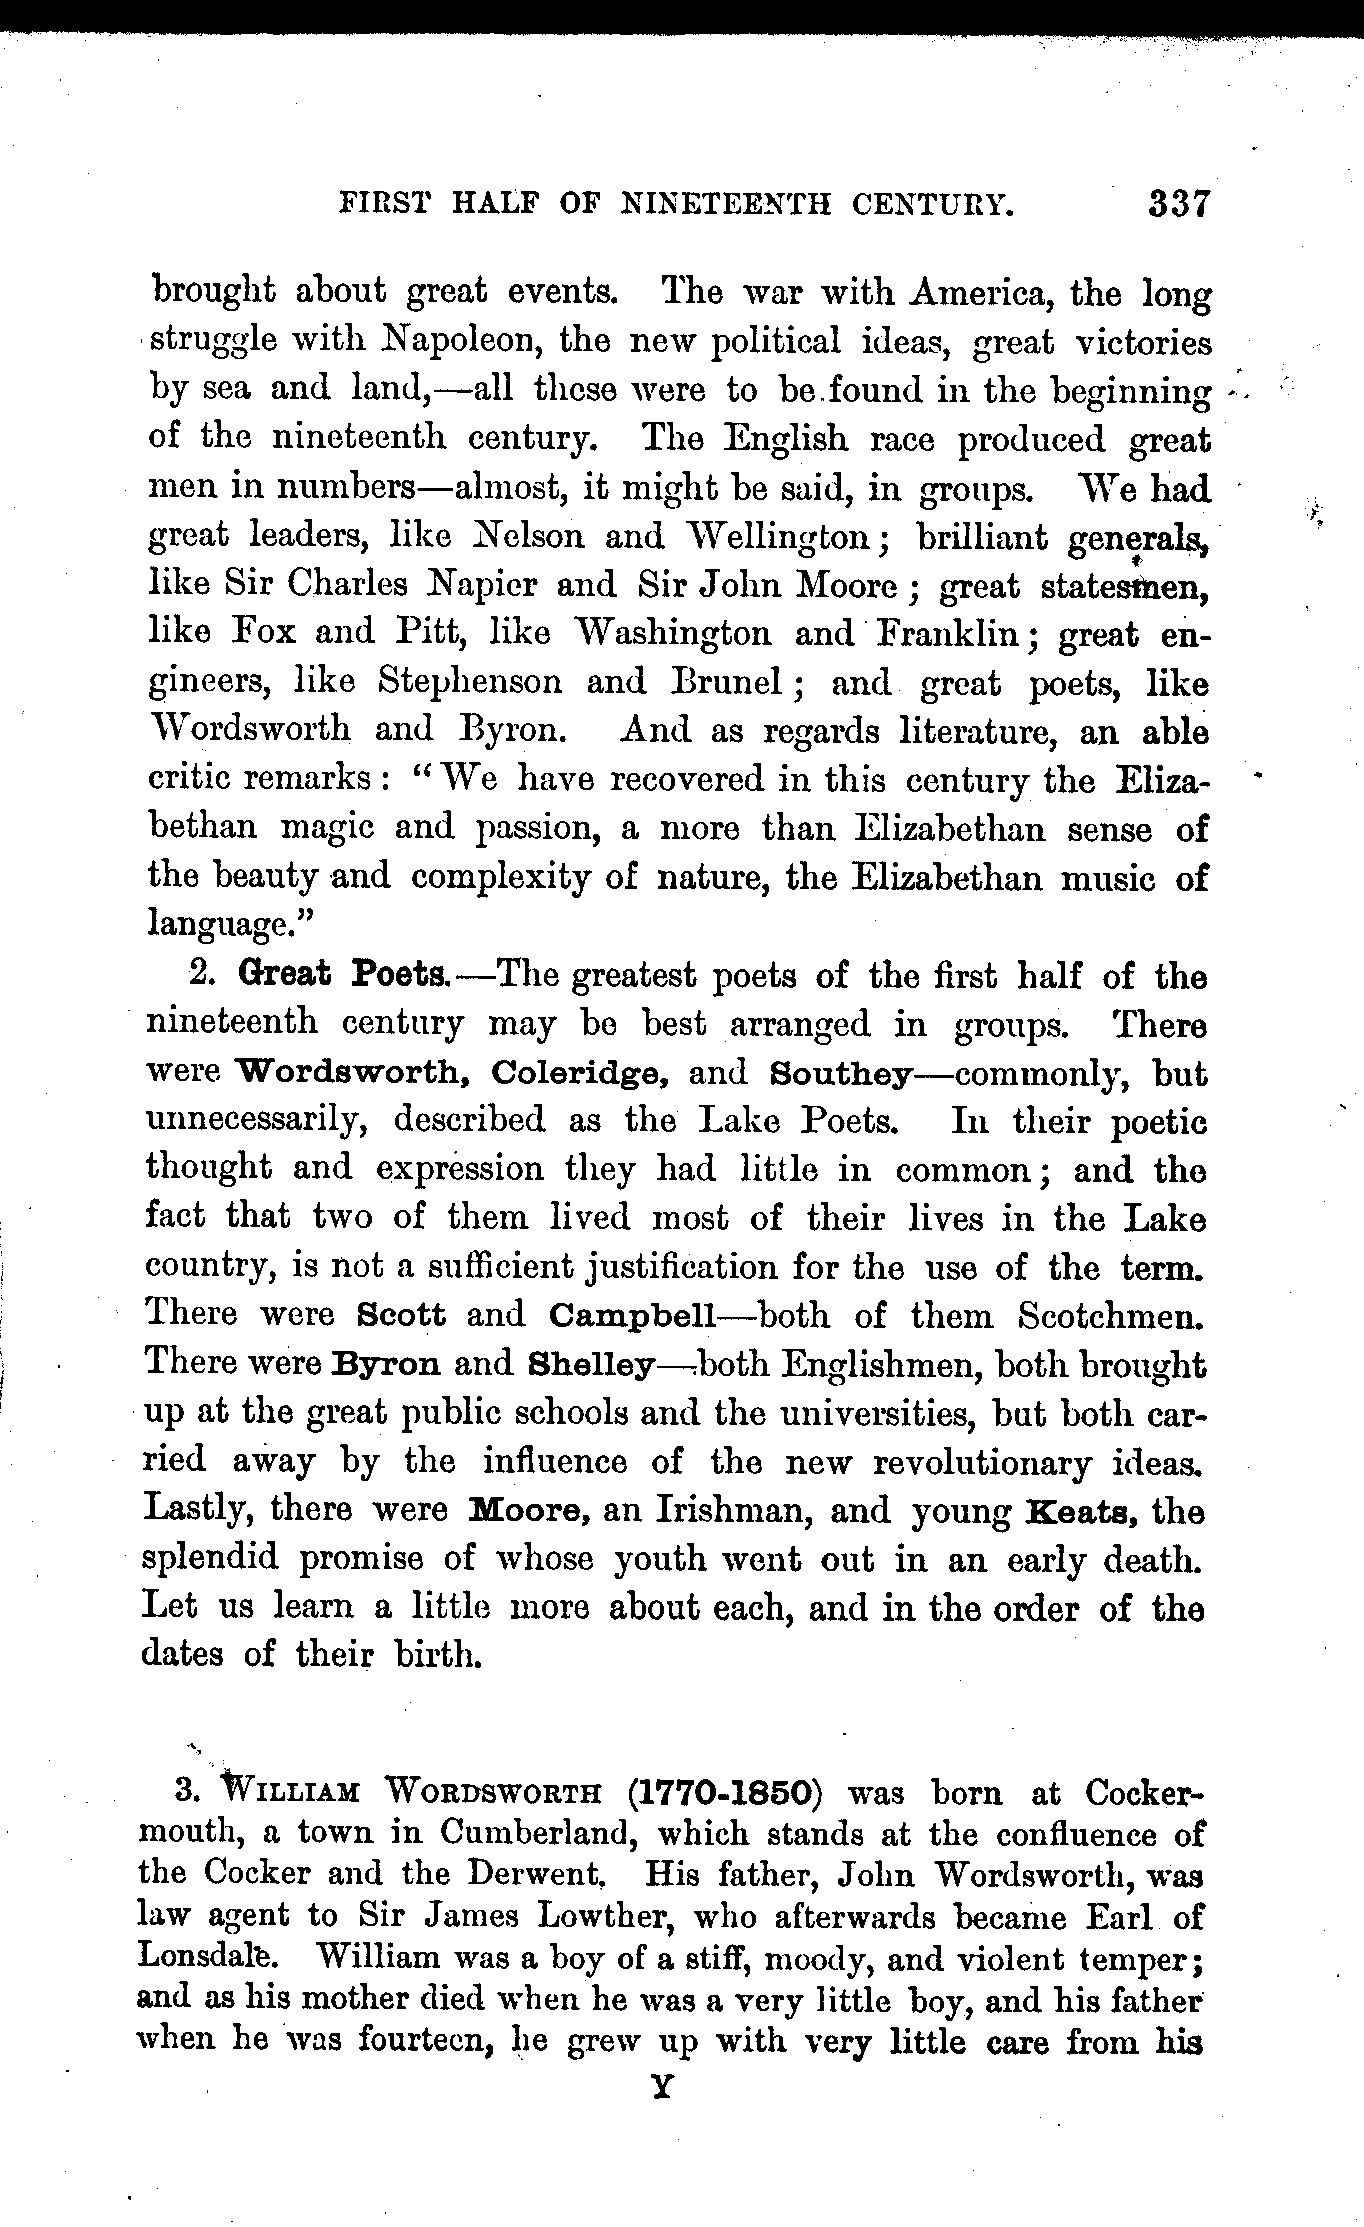 FIRST HALF OF NINETEENTH CENTURY. 337
brought about great events. The war with America, the long
struggle with Napoleon, the new political ideas, great victories
by sea and land,—all these were to be found in the beginning
of the nineteenth century. The English race produced great
men in numbers—almost, it might be said, in groups. We had
great leaders, like Nelson and Wellington; brilliant generals,
like Sir Charles Napier and Sir John Moore; great statesmen,
like Fox and Pitt, like Washington and Franklin; great en-
gineers, like Stephenson and Brunel; and great poets, like
Wordsworth and Byron. And as regards literature, an able
critic remarks: "We have recovered in this century the Eliza-
bethan magic and passion, a more than Elizabethan sense of
the beauty and complexity of nature, the Elizabethan music of
language."
2. Great Poets.—The greatest poets of the first half of the
nineteenth century may be best arranged in groups. There
were Wordsworth, Coleridge, and Southey—commonly, but
unnecessarily, described as the Lake Poets. In their poetic
thought and expression they had little in common; and the
fact that two of them lived most of their lives in the Lake
country, is not a sufficient justification for the use of the term.
There were Scott and Campbell—both of them Scotchmen.
There were Byron and Shelley—both Englishmen, both brought
up at the great public schools and the universities, but both car-
ried away by the influence of the new revolutionary ideas.
Lastly, there were Moore, an Irishman, and young Keats, the
splendid promise of whose youth went out in an early death.
Let us learn a little more about each, and in the order of the
dates of their birth.
3. WILLIAM WORDSWORTH (1770-1850) was born at Cocker-
mouth, a town in Cumberland, which stands at the confluence of
the Cocker and the Derwent. His father, John Wordsworth, was
law agent to Sir James Lowther, who afterwards became Earl of
Lonsdale. William was a boy of a stiff, moody, and violent temper;
and as his mother died when he was a very little boy, and his father
when he was fourteen, he grew up with very little care from his
Y